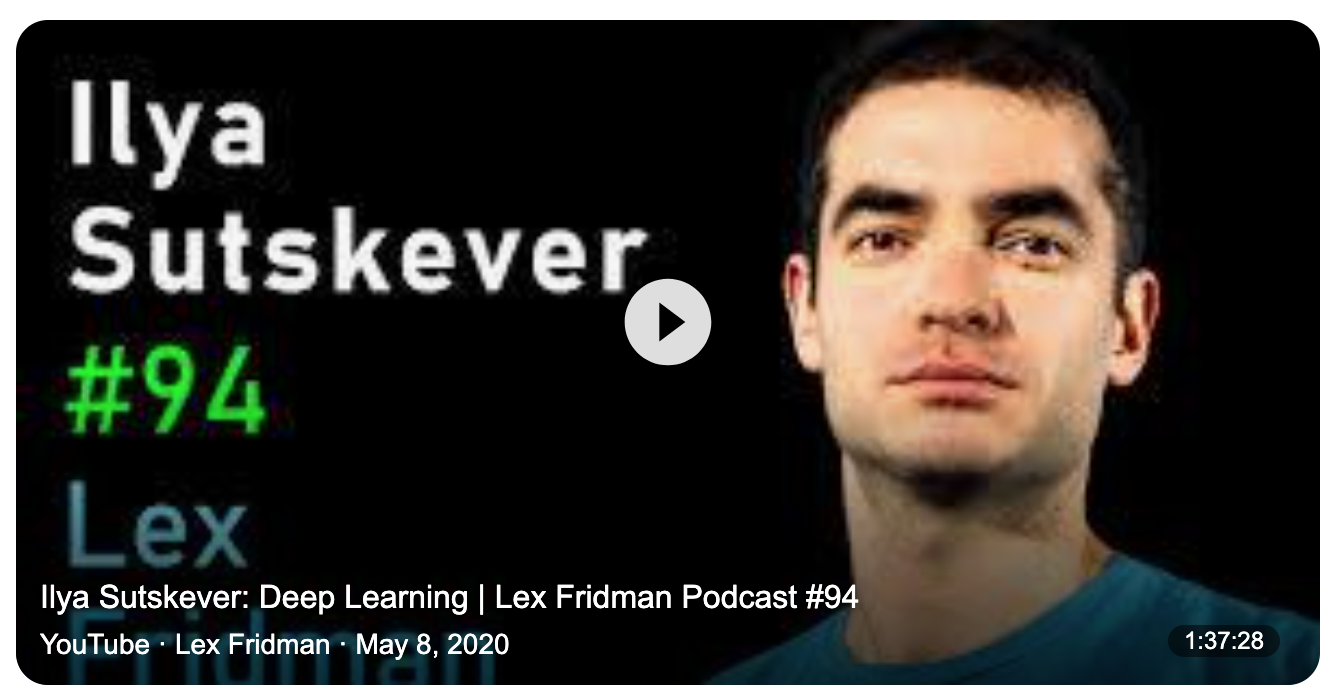 Ilya
Sutskever
#94
Lex
Fridman
Ilya Sutskever: Deep Learning | Lex Fridman Podcast #94
YouTube · Lex Fridman · May 8, 2020
1:37:28